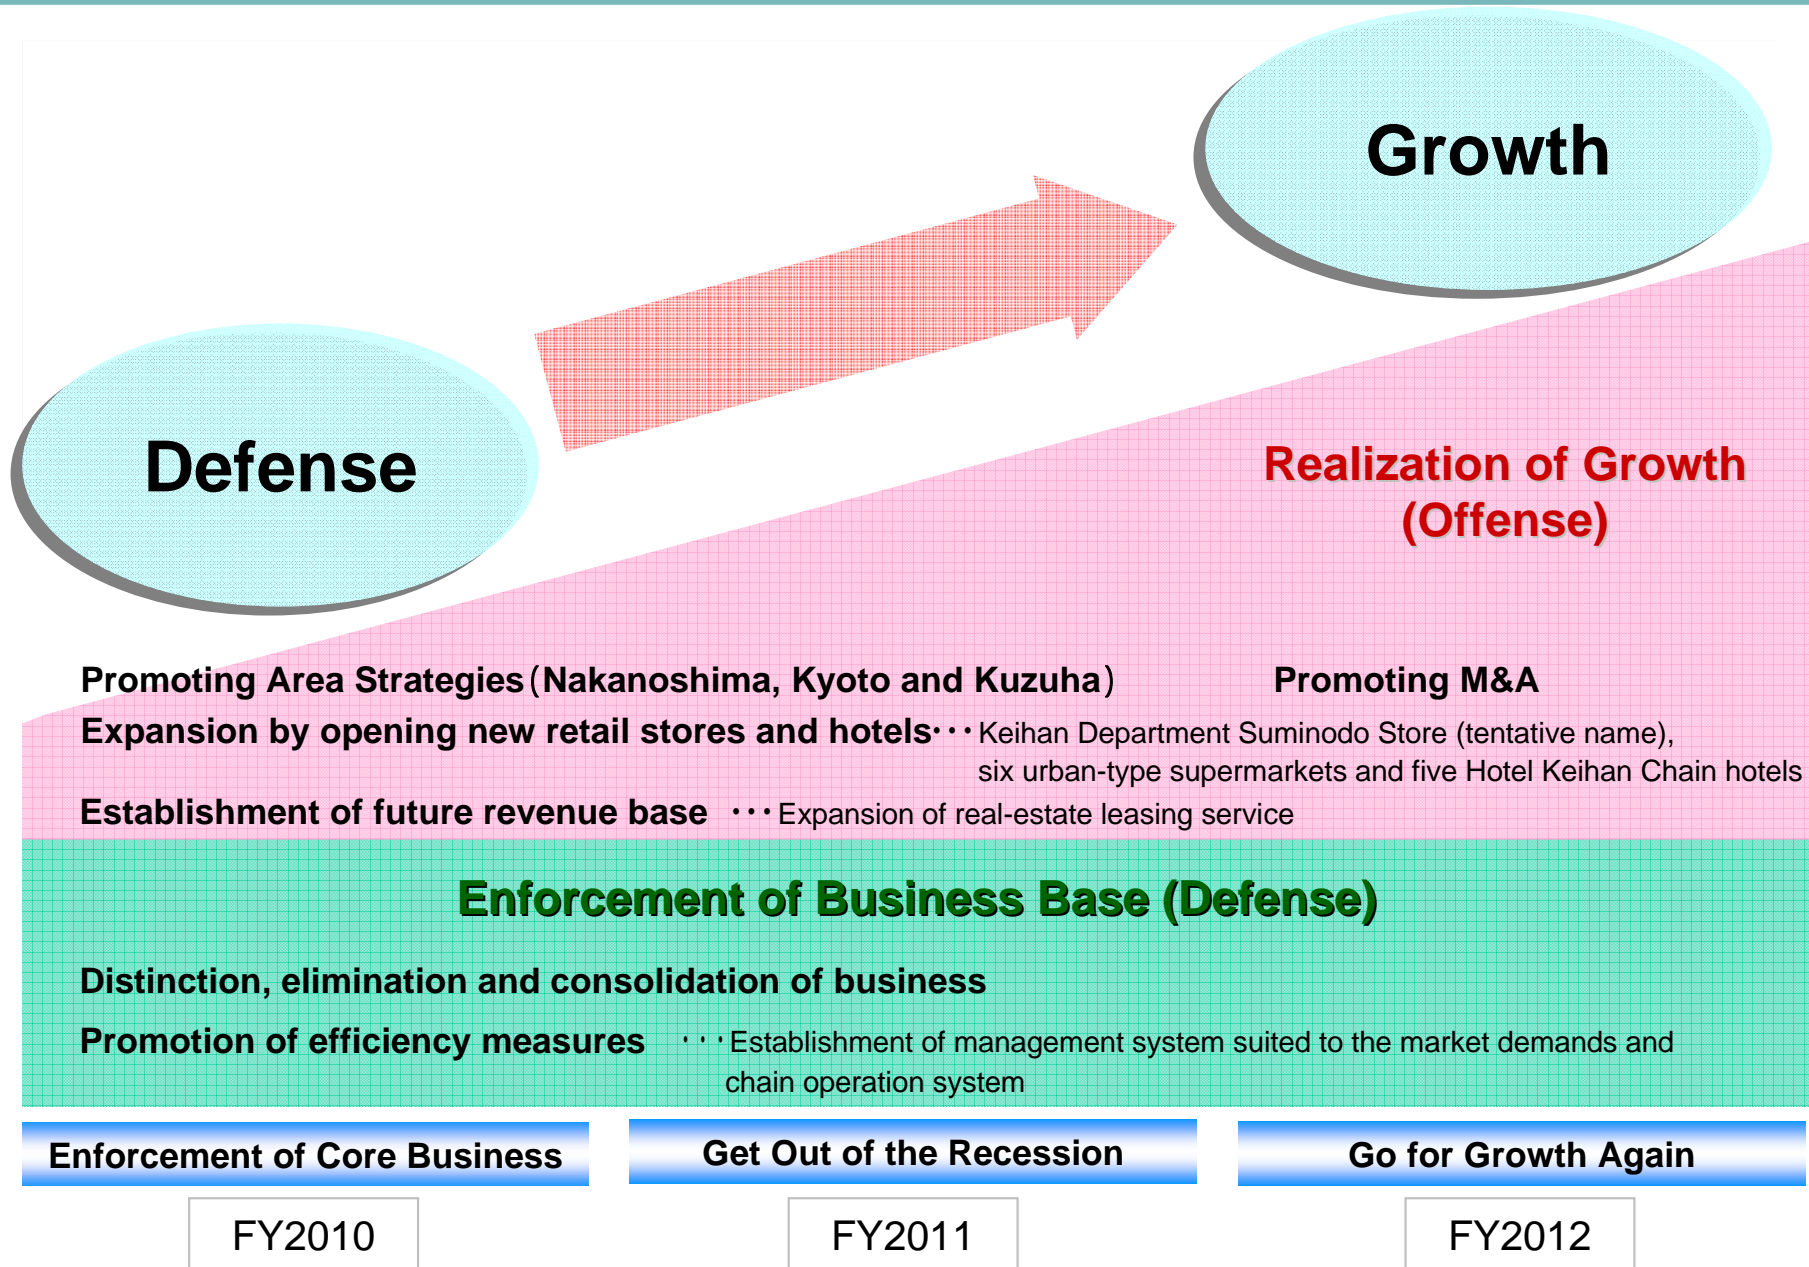 Growth
Defense
Realization of Growth
(Offense)
Promoting Area Strategies（Nakanoshima, Kyoto and Kuzuha） Promoting M&A
Expansion by opening new retail stores and hotels･･･Keihan Department Suminodo Store (tentative name),
six urban-type supermarkets and five Hotel Keihan Chain hotels
Establishment of future revenue base ･･･Expansion of real-estate leasing service
Enforcement of Business Base (Defense)
Distinction, elimination and consolidation of business
Promotion of efficiency measures ･･･Establishment of management system suited to the market demands and
chain operation system
Enforcement of Core Business
Get Out of the Recession
Go for Growth Again
FY2010
FY2011
FY2012